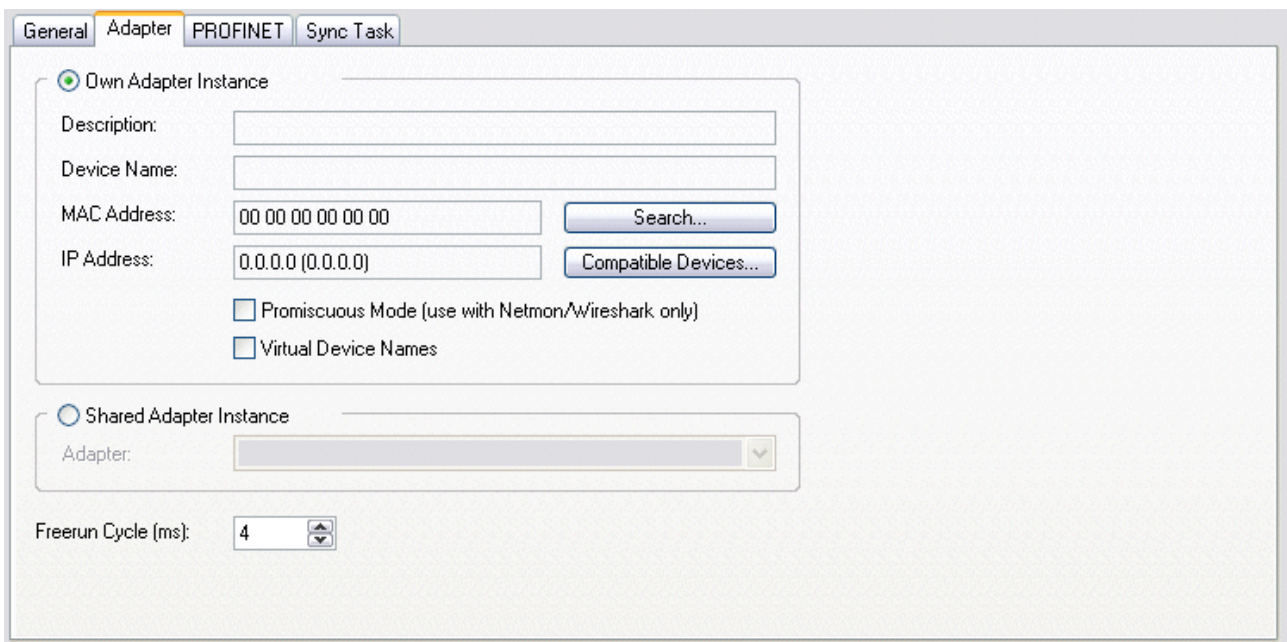 General Adapter PROFINET Sync Task
Own Adapter Instance
Description:
Device Name:
MAC Address: 00 00 00 00 00 00 Search...
IP Address: 0.0.0.0 (0.0.0.0) Compatible Devices...
Promiscuous Mode (use with Netmon/Wireshark only)
Virtual Device Names
Shared Adapter Instance
Adapter:
Freerun Cycle (ms): 4